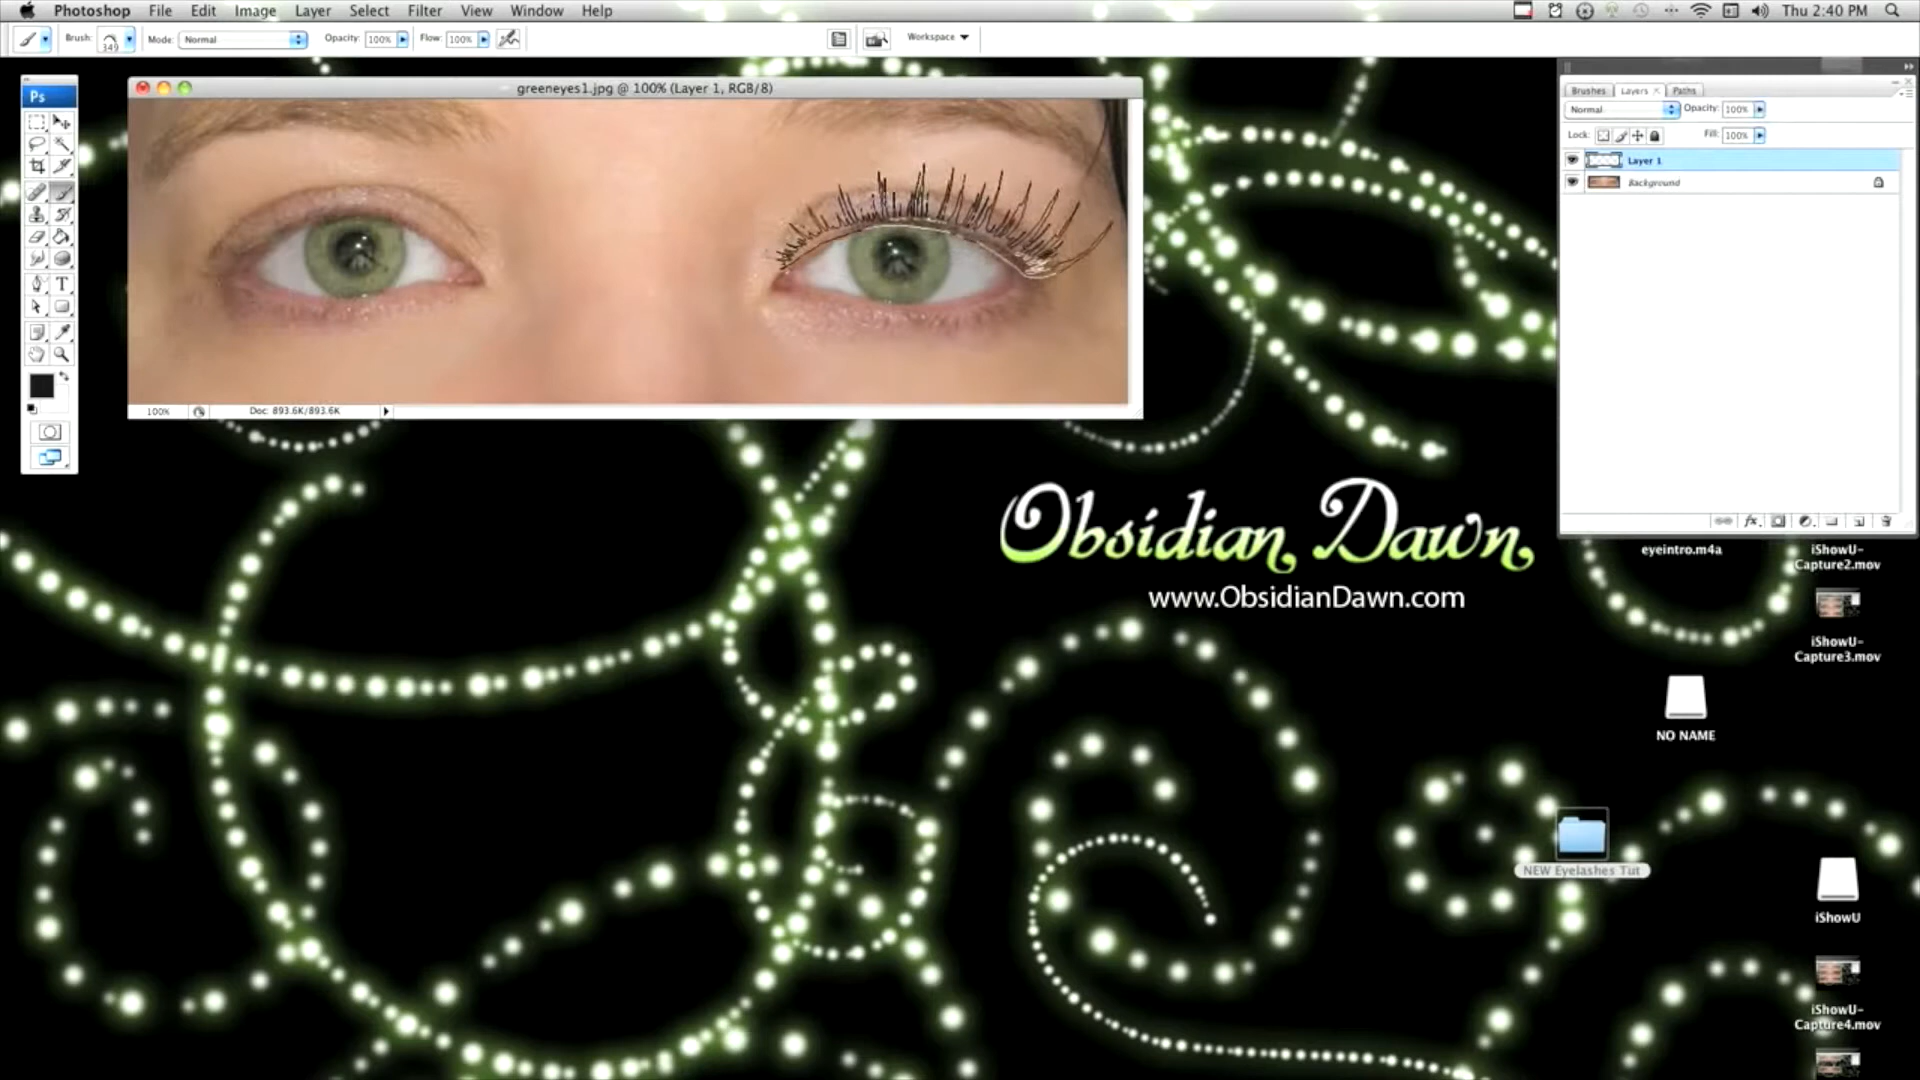 Photoshop File Edit Image Layer Select Filter View Window Help Thu 2:40 PM
Brush: 349 Mode: Normal Opacity: 100% Flow: 100% Workspace
Ps
greeneyes1.jpg @ 100% (Layer 1, RGB/8)
100% Doc: 893.6K/893.6K
Brushes Layers x Paths
Normal Opacity: 100%
Lock: Fill: 100%
Layer 1
Background
T
fx.
Obsidian Dawn
www.ObsidianDawn.com
eyeintro.m4a
iShowU-
Capture2.mov
iShowU-
Capture3.mov
NO NAME
NEW Eyelashes Tut
iShowU
iShowU-
Capture4.mov